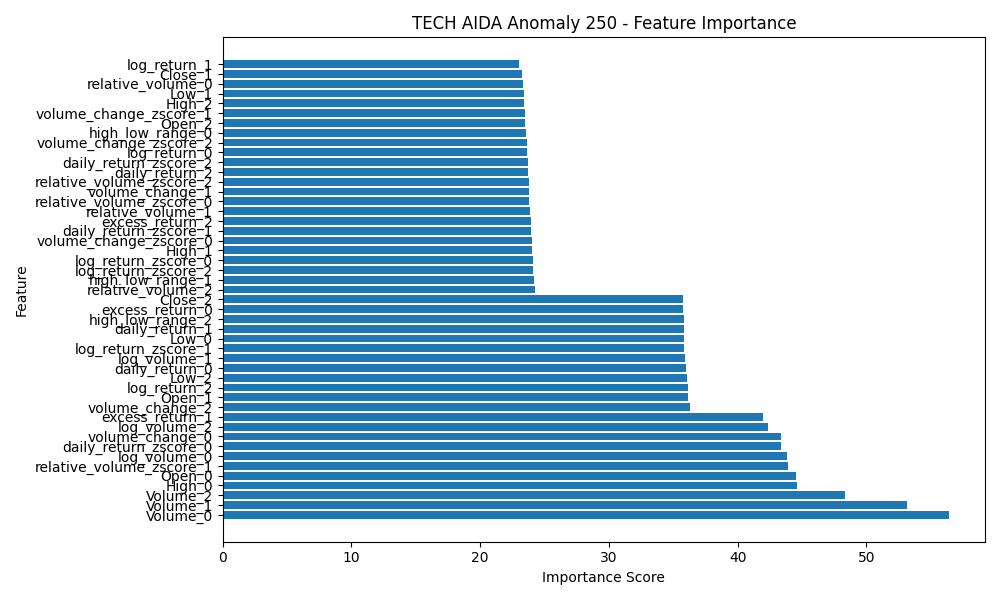 TECH AIDA Anomaly 250 - Feature Importance
log_return_1
Close_1
relative_volume_0
Low_1
High_2
volume_change_zscore_1
Open_2
high_low_range_0
volume_change_zscore_2
log_return_0
daily_return_zscore_2
daily_return_2
relative_volume_zscore_2
volume_change_1
relative_volume_zscore_0
relative_volume_1
excess_return_2
daily_return_zscore_1
volume_change_zscore_0
High_1
log_return_zscore_0
log_return_zscore_2
high_low_range_1
relative_volume_2
Close_2
excess_return_0
high_low_range_2
daily_return_1
Low_0
log_return_zscore_1
log_volume_1
daily_return_0
Low_2
log_return_2
Open_1
volume_change_2
excess_return_1
log_volume_2
volume_change_0
daily_return_zscore_0
log_volume_0
relative_volume_zscore_1
Open_0
High_0
Volume_2
Volume_1
Volume_0
Feature
0 10 20 30 40 50
Importance Score